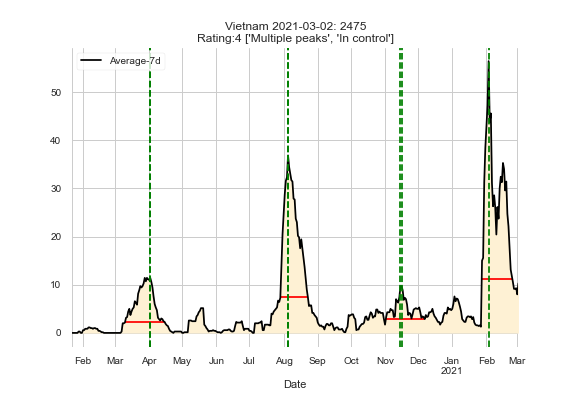 Vietnam 2021-03-02: 2475
Rating:4 ['Multiple peaks', 'In control']
Average-7d
50
40
30
20
10
0
Feb Mar Apr May Jun Jul Aug Sep Oct Nov Dec Jan Feb Mar
2021
Date